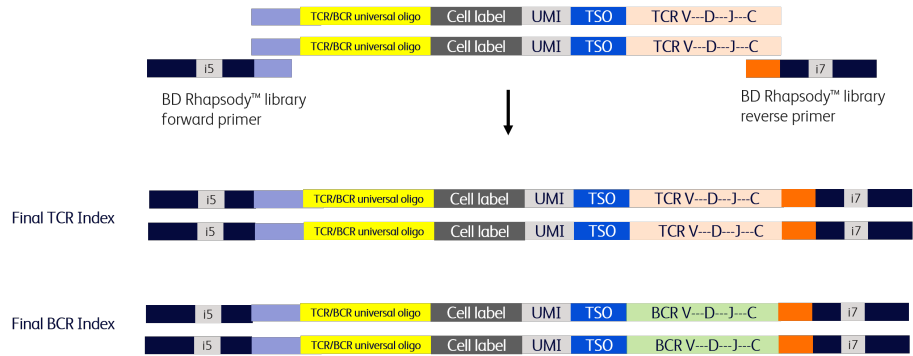 TCR/BCR universal oligo Cell label UMI TSO TCR V---D---J---C
TCR/BCR universal oligo Cell label UMI TSO TCR V---D---J---C
i5 i7
BD Rhapsody™ library
forward primer
BD Rhapsody™ library
reverse primer
Final TCR Index
i5 TCR/BCR universal oligo Cell label UMI TSO TCR V---D---J---C i7
i5 TCR/BCR universal oligo Cell label UMI TSO TCR V---D---J---C i7
Final BCR Index
i5 TCR/BCR universal oligo Cell label UMI TSO BCR V---D---J---C i7
i5 TCR/BCR universal oligo Cell label UMI TSO BCR V---D---J---C i7